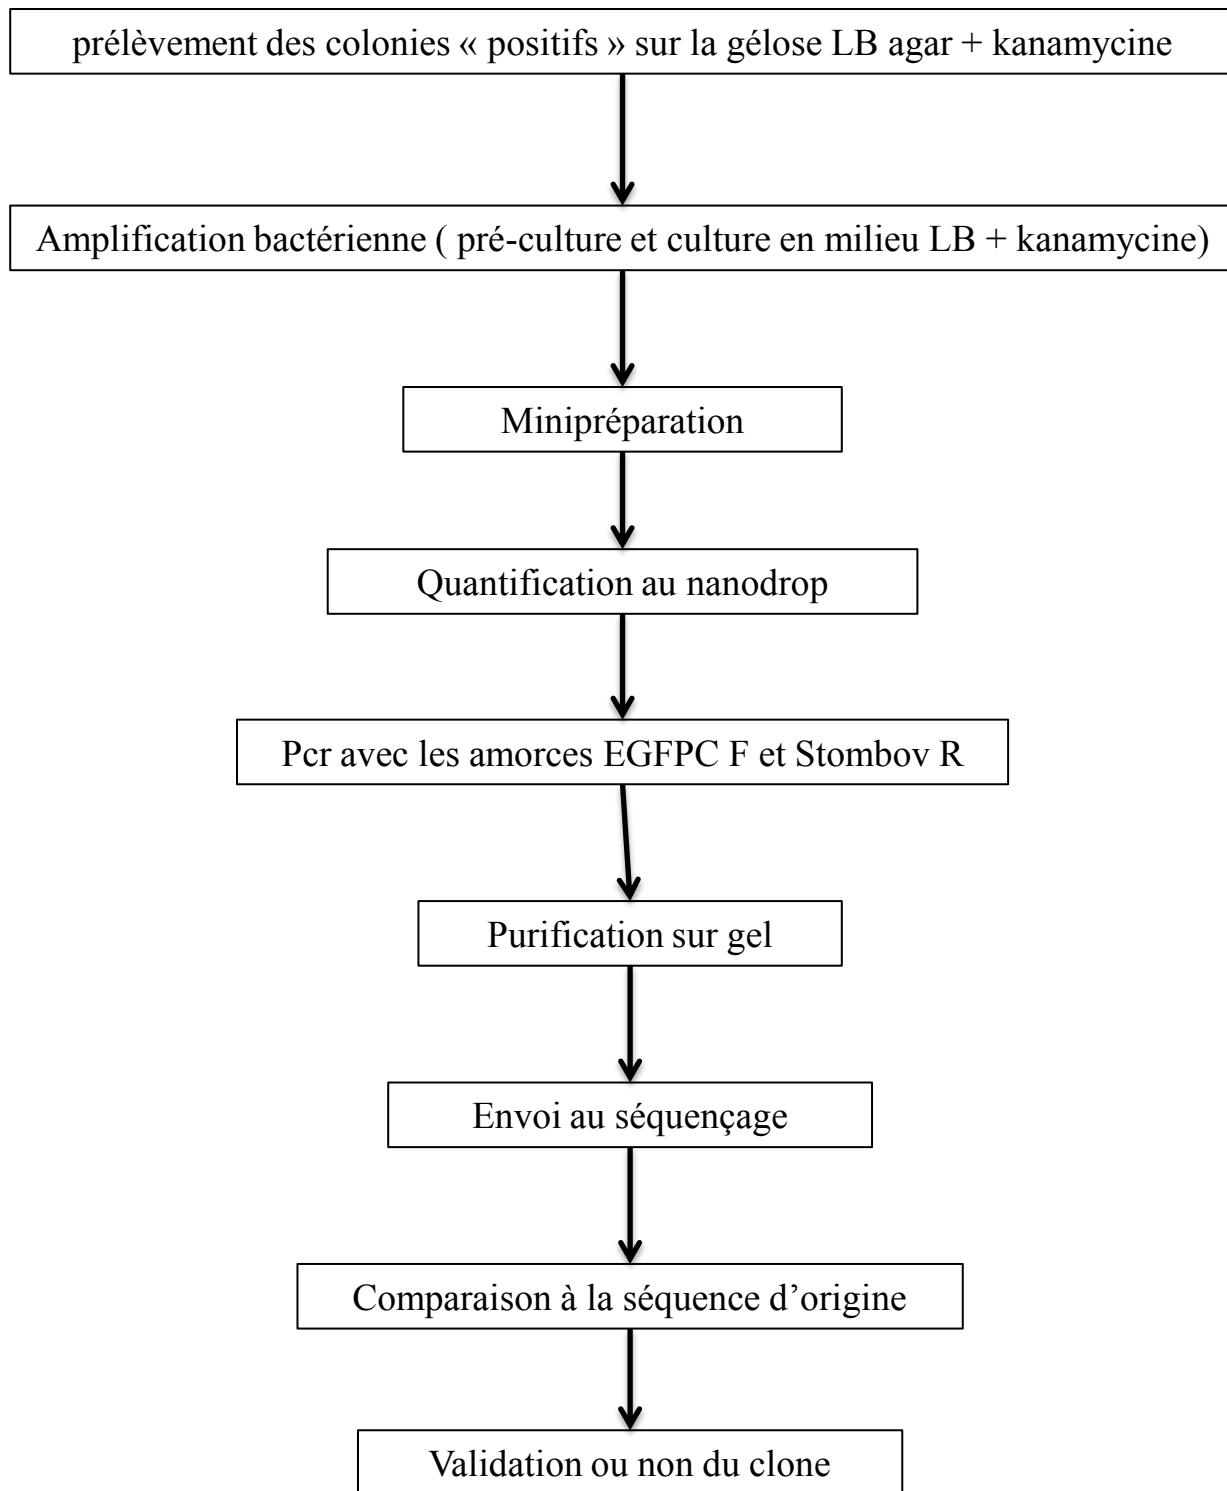 prélèvement des colonies « positifs » sur la gélose LB agar + kanamycine
Amplification bactérienne ( pré-culture et culture en milieu LB + kanamycine)
Minipréparation
Quantification au nanodrop
Pcr avec les amorces EGFPC F et Stombov R
Purification sur gel
Envoi au séquençage
Comparaison à la séquence d’origine
Validation ou non du clone